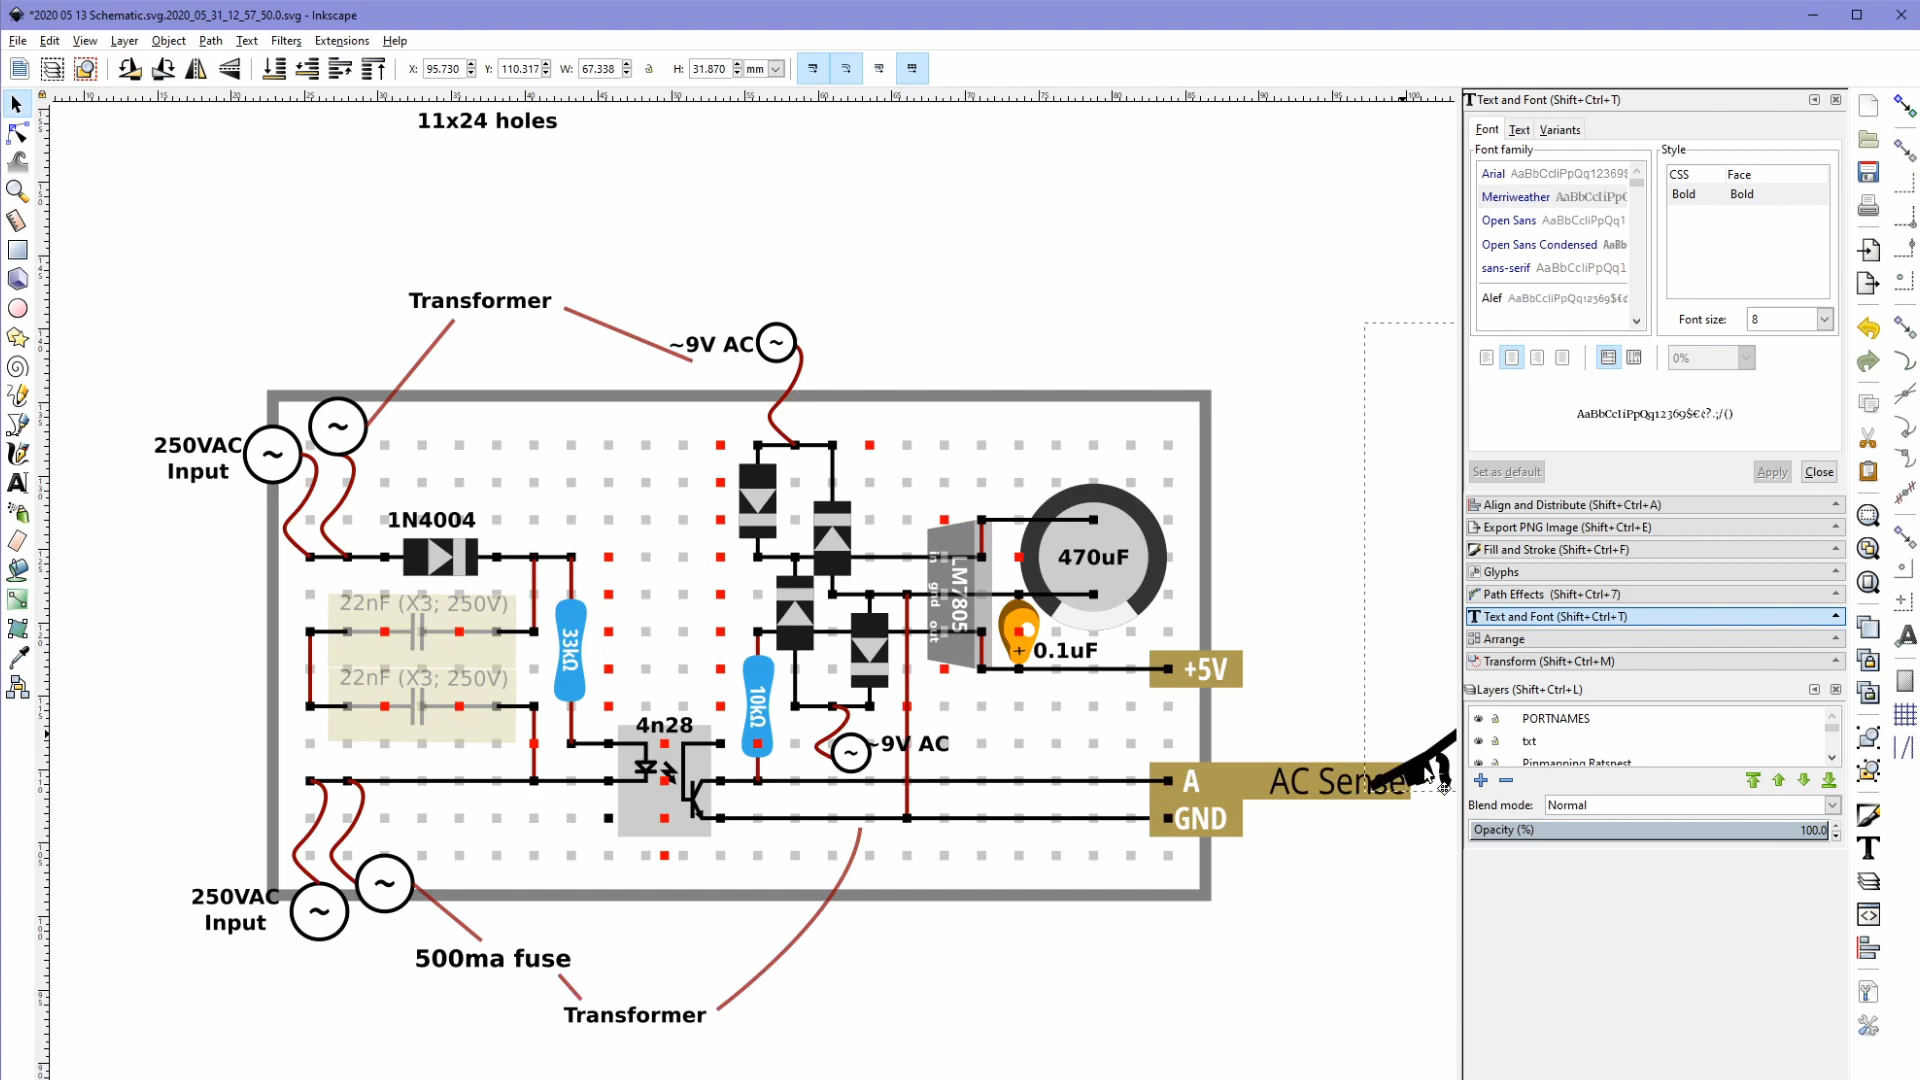 *2020 05 13 Schematic.svg.2020_05_31_12_57_50.0.svg - Inkscape
File Edit View Layer Object Path Text Filters Extensions Help
X: 95.730 Y: 110.317 W: 67.338 H: 31.870 mm
11x24 holes
Transformer
~9V AC
~
250VAC
Input
~
~
1N4004
22nF (X3; 250V)
22nF (X3; 250V)
33kΩ
10kΩ
4n28
~9V AC
~
LM7805
in gnd out
470uF
+ 0.1uF
+5V
A AC Sense
GND
250VAC
Input
~
~
500ma fuse
Transformer
Text and Font (Shift+Ctrl+T)
Font Text Variants
Font family
Arial AaBbCcIiPpQq12369$
Merriweather AaBbCcIiPp
Open Sans AaBbCcIiPpQq1
Open Sans Condensed AaBb
sans-serif AaBbCcIiPpQq1
Alef AaBbCcIiPpQq12369$€
Style
CSS Face
Bold Bold
Font size: 8
0%
AaBbCcIiPpQq12369$€¢?.;/()
Set as default Apply Close
Align and Distribute (Shift+Ctrl+A)
Export PNG Image (Shift+Ctrl+E)
Fill and Stroke (Shift+Ctrl+F)
Glyphs
Path Effects (Shift+Ctrl+7)
Text and Font (Shift+Ctrl+T)
Arrange
Transform (Shift+Ctrl+M)
Layers (Shift+Ctrl+L)
PORTNAMES
txt
Pinmapping Ratsnest
Blend mode: Normal
Opacity (%) 100.0